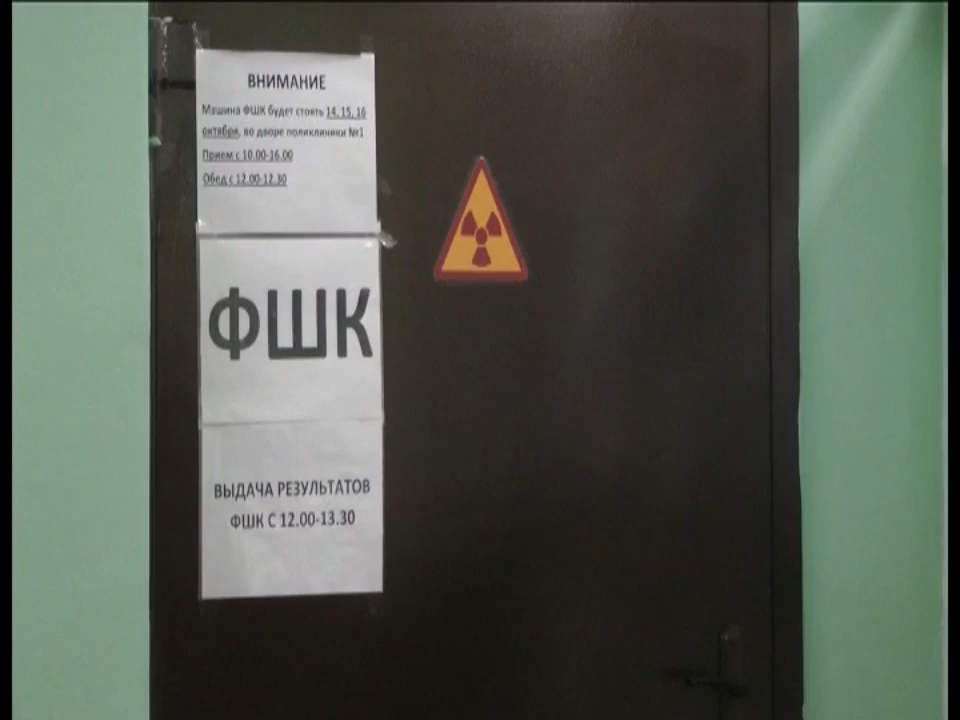 ВНИМАНИЕ
Машина ФШК будет стоять 14, 15, 16
октября, во дворе поликлиники №1
Прием с 10.00-16.00
Обед с 12.00-12.30
ФШК
ВЫДАЧА РЕЗУЛЬТАТОВ
ФШК С 12.00-13.30